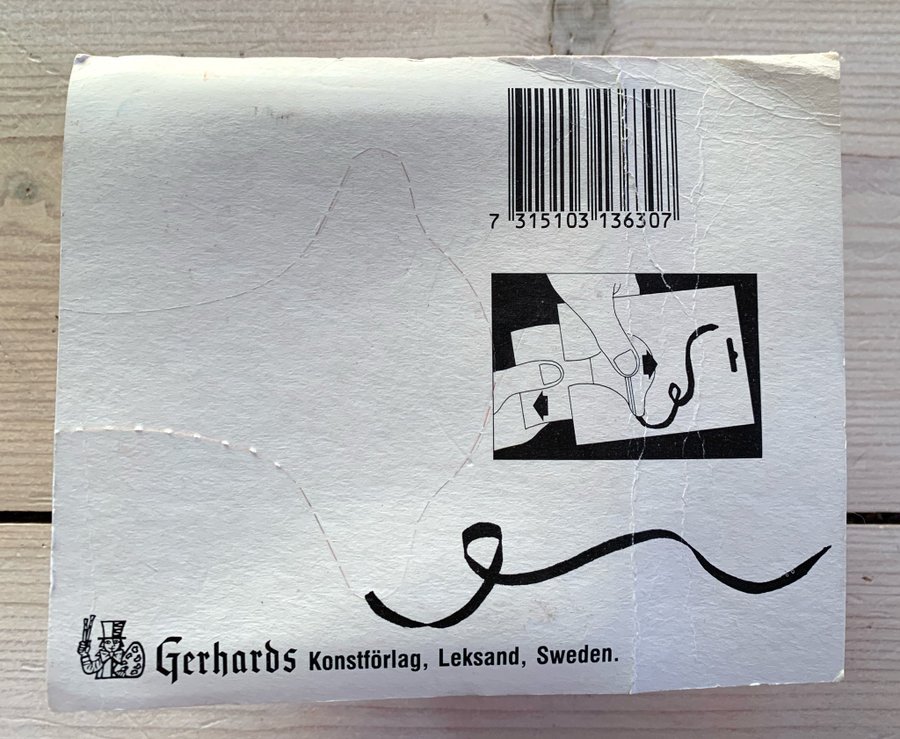 7 315103 136307
Gerhards Konstförlag, Leksand, Sweden.